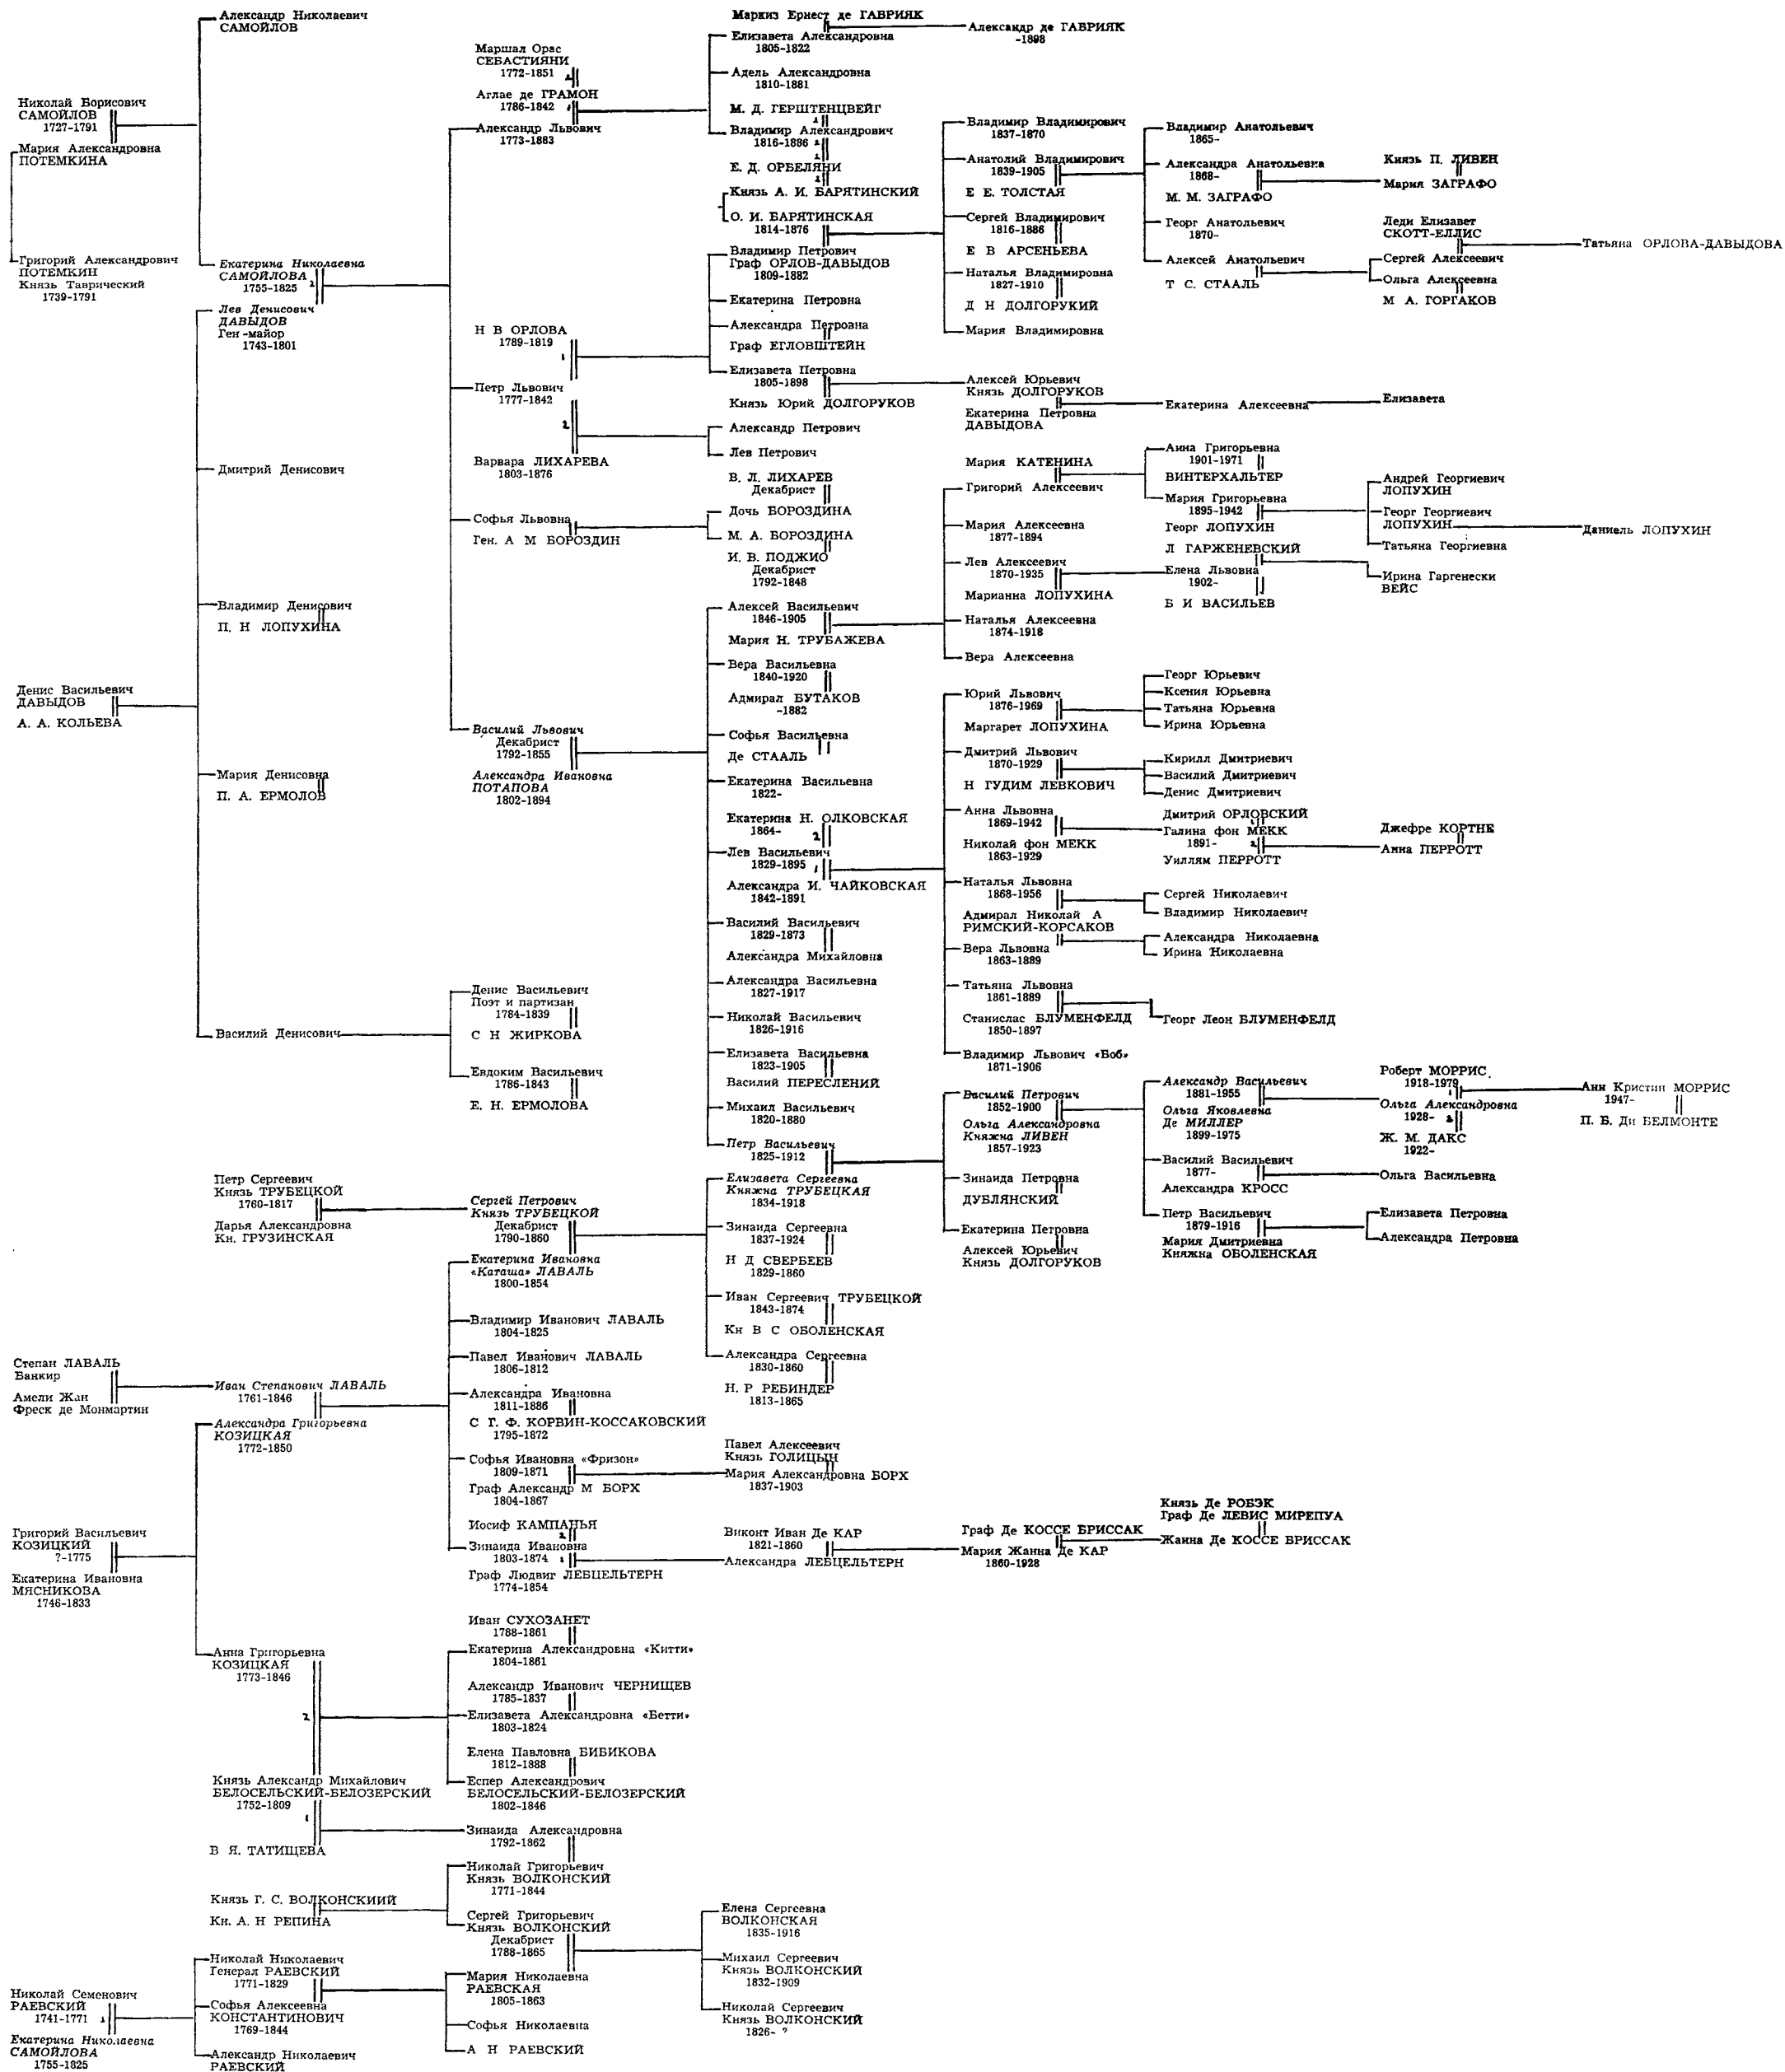 Николай Борисович
САМОЙЛОВ
1727-1791
Мария Александровна
ПОТЕМКИНА
Григорий Александрович
ПОТЕМКИН
Князь Таврический
1739-1791
Денис Васильевич
ДАВЫДОВ
А. А. КОЛЬЕВА
Степан ЛАВАЛЬ
Банкир
Амели Жан
Фреск де Монмартин
Григорий Васильевич
КОЗИЦКИЙ
?-1775
Екатерина Ивановна
МЯСНИКОВА
1746-1833
Николай Семенович
РАЕВСКИЙ
1741-1771 1
Екатерина Николаевна
САМОЙЛОВА
1755-1825
Александр Николаевич
САМОЙЛОВ
Екатерина Николаевна
САМОЙЛОВА
1755-1825 2
Лев Денисович
ДАВЫДОВ
Ген-майор
1743-1801
Дмитрий Денисович
Владимир Денисович
П. Н ЛОПУХИНА
Мария Денисовна
П. А. ЕРМОЛОВ
Василий Денисович
Петр Сергеевич
Князь ТРУБЕЦКОЙ
1760-1817
Дарья Александровна
Кн. ГРУЗИНСКАЯ
Иван Степанович ЛАВАЛЬ
1761-1846
Александра Григорьевна
КОЗИЦКАЯ
1772-1850
Анна Григорьевна
КОЗИЦКАЯ
1773-1846
2
Князь Александр Михайлович
БЕЛОСЕЛЬСКИЙ-БЕЛОЗЕРСКИЙ
1752-1809
1
В Я. ТАТИЩЕВА
Князь Г. С. ВОЛКОНСКИИЙ
Кн. А. Н РЕПИНА
Николай Николаевич
Генерал РАЕВСКИЙ
1771-1829
Софья Алексеевна
КОНСТАНТИНОВИЧ
1769-1844
Александр Николаевич
РАЕВСКИЙ
Маршал Орас
СЕБАСТИЯНИ
1772-1851 2
Аглае де ГРАМОН
1786-1842 1
Александр Львович
1773-1883
Н В ОРЛОВА
1789-1819
1
Петр Львович
1777-1842
2
Варвара ЛИХАРЕВА
1803-1876
Софья Львовна
Ген. А М БОРОЗДИН
Василий Львович
Декабрист
1792-1855
Александра Ивановна
ПОТАПОВА
1802-1894
Денис Васильевич
Поэт и партизан
1784-1839
С Н ЖИРКОВА
Евдоким Васильевич
1786-1843
Е. Н. ЕРМОЛОВА
Сергей Петрович
Князь ТРУБЕЦКОЙ
Декабрист
1790-1860
Екатерина Ивановна
«Каташа» ЛАВАЛЬ
1800-1854
Владимир Иванович ЛАВАЛЬ
1804-1825
Павел Иванович ЛАВАЛЬ
1806-1812
Александра Ивановна
1811-1886
С Г. Ф. КОРВИН-КОССАКОВСКИЙ
1795-1872
Софья Ивановна «Фризон»
1809-1871
Граф Александр М БОРХ
1804-1867
Иосиф КАМПАНЬЯ
2
Зинаида Ивановна
1803-1874 1
Граф Людвиг ЛЕБЦЕЛЬТЕРН
1774-1854
Иван СУХОЗАНЕТ
1788-1861
Екатерина Александровна «Китти»
1804-1861
Александр Иванович ЧЕРНИЩЕВ
1785-1837
Елизавета Александровна «Бетти»
1803-1824
Елена Павловна БИБИКОВА
1812-1888
Еспер Александрович
БЕЛОСЕЛЬСКИЙ-БЕЛОЗЕРСКИЙ
1802-1846
Зинаида Александровна
1792-1862
Николай Григорьевич
Князь ВОЛКОНСКИЙ
1771-1844
Сергей Григорьевич
Князь ВОЛКОНСКИЙ
Декабрист
1788-1865
Мария Николаевна
РАЕВСКАЯ
1805-1863
Софья Николаевна
А Н РАЕВСКИЙ
Маркиз Ернест де ГАВРИЯК
Елизавета Александровна
1805-1822
Адель Александровна
1810-1881
М. Д. ГЕРШТЕНЦВЕЙГ
Владимир Александрович
1816-1886
Е. Д. ОРБЕЛЯНИ
Князь А. И. БАРЯТИНСКИЙ
О. И. БАРЯТИНСКАЯ
1814-1876
Владимир Петрович
Граф ОРЛОВ-ДАВЫДОВ
1809-1882
Екатерина Петровна
Александра Петровна
Граф ЕГЛОВШТЕЙН
Елизавета Петровна
1805-1898
Князь Юрий ДОЛГОРУКОВ
Александр Петрович
Лев Петрович
В. Л. ЛИХАРЕВ
Декабрист
Дочь БОРОЗДИНА
М. А. БОРОЗДИНА
И. В. ПОДЖИО
Декабрист
1792-1848
Алексей Васильевич
1846-1905
Мария Н. ТРУБАЖЕВА
Вера Васильевна
1840-1920
Адмирал БУТАКОВ
-1882
Софья Васильевна
Де СТААЛЬ
Екатерина Васильевна
1822-
Екатерина Н. ОЛКОВСКАЯ
1864- 2
Лев Васильевич
1829-1895 1
Александра И. ЧАЙКОВСКАЯ
1842-1891
Василий Васильевич
1829-1873
Александра Михайловна
Александра Васильевна
1827-1917
Николай Васильевич
1826-1916
Елизавета Васильевна
1823-1905
Василий ПЕРЕСЛЕНИЙ
Михаил Васильевич
1820-1880
Петр Васильевич
1825-1912
Елизавета Сергеевна
Княжна ТРУБЕЦКАЯ
1834-1918
Зинаида Сергеевна
1837-1924
Н Д СВЕРБЕЕВ
1829-1860
Иван Сергеевич ТРУБЕЦКОЙ
1843-1874
Кн В С ОБОЛЕНСКАЯ
Александра Сергеевна
1830-1860
Н. Р РЕБИНДЕР
1813-1865
Павел Алексеевич
Князь ГОЛИЦЫН
Мария Александровна БОРХ
1837-1903
Виконт Иван Де КАР
1821-1860
Александра ЛЕБЦЕЛЬТЕРН
Елена Сергеевна
ВОЛКОНСКАЯ
1835-1916
Михаил Сергеевич
Князь ВОЛКОНСКИЙ
1832-1909
Николай Сергеевич
Князь ВОЛКОНСКИЙ
1826- ?
Александр де ГАВРИЯК
-1898
Владимир Владимирович
1837-1870
Анатолий Владимирович
1839-1905
Е Е. ТОЛСТАЯ
Сергей Владимирович
1816-1886
Е В АРСЕНЬЕВА
Наталья Владимировна
1827-1910
Д Н ДОЛГОРУКИЙ
Мария Владимировна
Алексей Юрьевич
Князь ДОЛГОРУКОВ
Екатерина Петровна
ДАВЫДОВА
Мария КАТЕНИНА
Григорий Алексеевич
Мария Алексеевна
1877-1894
Лев Алексеевич
1870-1935
Марианна ЛОПУХИНА
Наталья Алексеевна
1874-1918
Вера Алексеевна
Юрий Львович
1876-1969
Маргарет ЛОПУХИНА
Дмитрий Львович
1870-1929
Н ГУДИМ ЛЕВКОВИЧ
Анна Львовна
1869-1942
Николай фон МЕКК
1863-1929
Наталья Львовна
1868-1956
Адмирал Николай А
РИМСКИЙ-КОРСАКОВ
Вера Львовна
1863-1889
Татьяна Львовна
1861-1889
Станислас БЛУМЕНФЕЛД
1850-1897
Владимир Львович «Боб»
1871-1906
Василий Петрович
1852-1900
Ольга Александровна
Княжна ЛИВЕН
1857-1923
Зинаида Петровна
ДУБЛЯНСКИЙ
Екатерина Петровна
Алексей Юрьевич
Князь ДОЛГОРУКОВ
Граф Де КОССЕ БРИССАК
Мария Жанна Де КАР
1860-1928
Владимир Анатольевич
1865-
Александра Анатольевна
1868-
М. М. ЗАГРАФО
Георг Анатольевич
1870-
Алексей Анатольевич
Т С. СТААЛЬ
Екатерина Алексеевна
Анна Григорьевна
1901-1971
ВИНТЕРХАЛЬТЕР
Мария Григорьевна
1895-1942
Георг ЛОПУХИН
Л ГАРЖЕНЕВСКИЙ
Елена Львовна
1902-
Б И ВАСИЛЬЕВ
Георг Юрьевич
Ксения Юрьевна
Татьяна Юрьевна
Ирина Юрьевна
Кирилл Дмитриевич
Василий Дмитриевич
Денис Дмитриевич
Дмитрий ОРЛОВСКИЙ
Галина фон МЕКК
1891- 2
Уиллям ПЕРРОТТ
Сергей Николаевич
Владимир Николаевич
Александра Николаевна
Ирина Николаевна
Георг Леон БЛУМЕНФЕЛД
Александр Васильевич
1881-1955
Ольга Яковлевна
Де МИЛЛЕР
1899-1975
Василий Васильевич
1877-
Александра КРОСС
Петр Васильевич
1879-1916
Мария Дмитриевна
Княжна ОБОЛЕНСКАЯ
Князь Де РОБЭК
Граф Де ЛЕВИС МИРЕПУА
Жанна Де КОССЕ БРИССАК
Князь П. ЛИВЕН
Мария ЗАГРАФО
Леди Елизавет
СКОТТ-ЕЛЛИС
Сергей Алексеевич
Ольга Алексеевна
М А. ГОРГАКОВ
Елизавета
Андрей Георгиевич
ЛОПУХИН
Георг Георгиевич
ЛОПУХИН
Татьяна Георгиевна
Ирина Гаргенески
ВЕЙС
Джефре КОРТНЕ
Анна ПЕРРОТТ
Роберт МОРРИС
1918-1979 1
Ольга Александровна
1928- 2
Ж. М. ДАКС
1922-
Ольга Васильевна
Елизавета Петровна
Александра Петровна
Татьяна ОРЛОВА-ДАВЫДОВА
Даниель ЛОПУХИН
Анн Кристин МОРРИС
1947-
П. Б. Ди БЕЛМОНТЕ